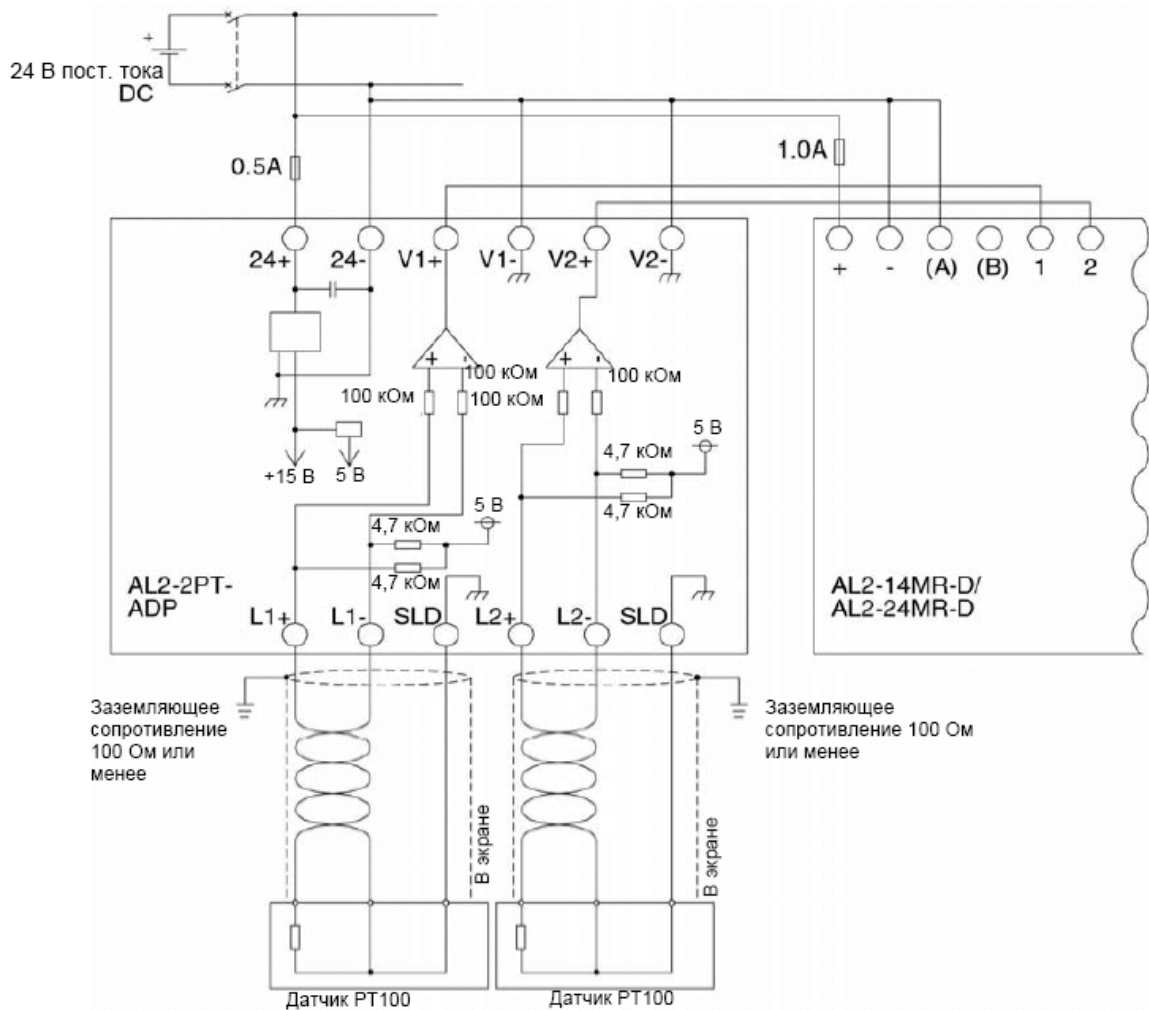 +
24 В пост. тока
DC
0.5A
1.0A
24+ 24- V1+ V1- V2+ V2-
+ - (A) (B) 1 2
+ -
+ -
100 кОм
100 кОм
100 кОм
100 кОм
5 В
4,7 кОм
4,7 кОм
+15 В
5 В
5 В
4,7 кОм
4,7 кОм
AL2-2PT-
ADP
AL2-14MR-D/
AL2-24MR-D
L1+ L1- SLD L2+ L2- SLD
Заземляющее
сопротивление
100 Ом или
менее
Заземляющее
сопротивление 100 Ом
или менее
В экране
В экране
Датчик PT100
Датчик PT100